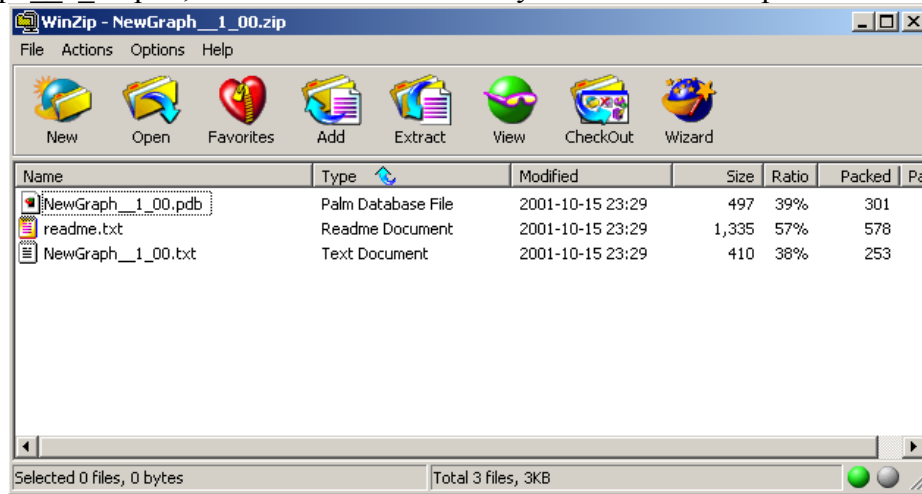 WinZip - NewGraph__1_00.zip
File Actions Options Help
New Open Favorites Add Extract View CheckOut Wizard
Name Type Modified Size Ratio Packed Pa
NewGraph__1_00.pdb Palm Database File 2001-10-15 23:29 497 39% 301
readme.txt Readme Document 2001-10-15 23:29 1,335 57% 578
NewGraph__1_00.txt Text Document 2001-10-15 23:29 410 38% 253
Selected 0 files, 0 bytes Total 3 files, 3KB